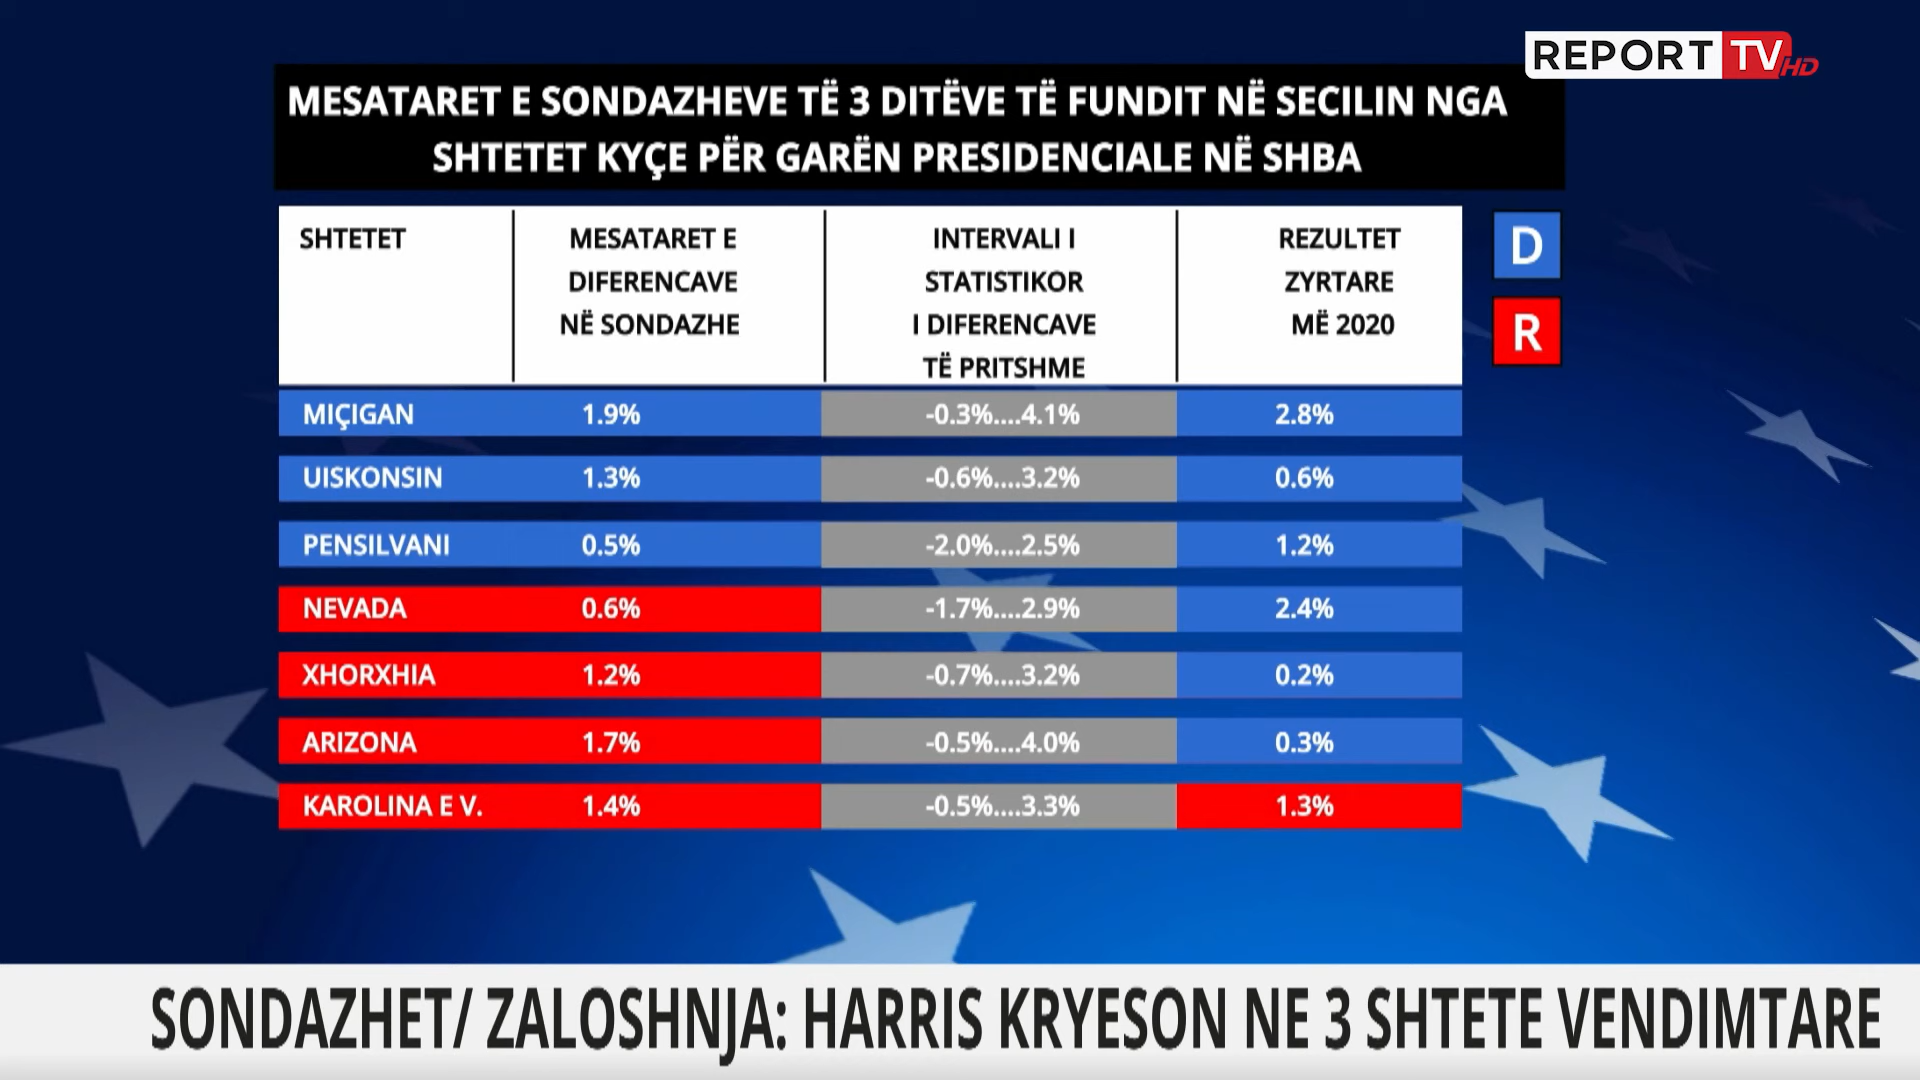 REPORT TV HD
MESATARET E SONDAZHEVE TË 3 DITËVE TË FUNDIT NË SECILIN NGA
SHTETET KYÇE PËR GARËN PRESIDENCIALE NË SHBA
SHTETET
MESATARET E
DIFERENCAVE
NË SONDAZHE
INTERVALI I
STATISTIKOR
I DIFERENCAVE
TË PRITSHME
REZULTET
ZYRTARE
MË 2020
D
R
MIÇIGAN 1.9% -0.3%....4.1% 2.8%
UISKONSIN 1.3% -0.6%....3.2% 0.6%
PENSILVANI 0.5% -2.0%....2.5% 1.2%
NEVADA 0.6% -1.7%....2.9% 2.4%
XHORXHIA 1.2% -0.7%....3.2% 0.2%
ARIZONA 1.7% -0.5%....4.0% 0.3%
KAROLINA E V. 1.4% -0.5%....3.3% 1.3%
SONDAZHET/ ZALOSHNJA: HARRIS KRYESON NE 3 SHTETE VENDIMTARE